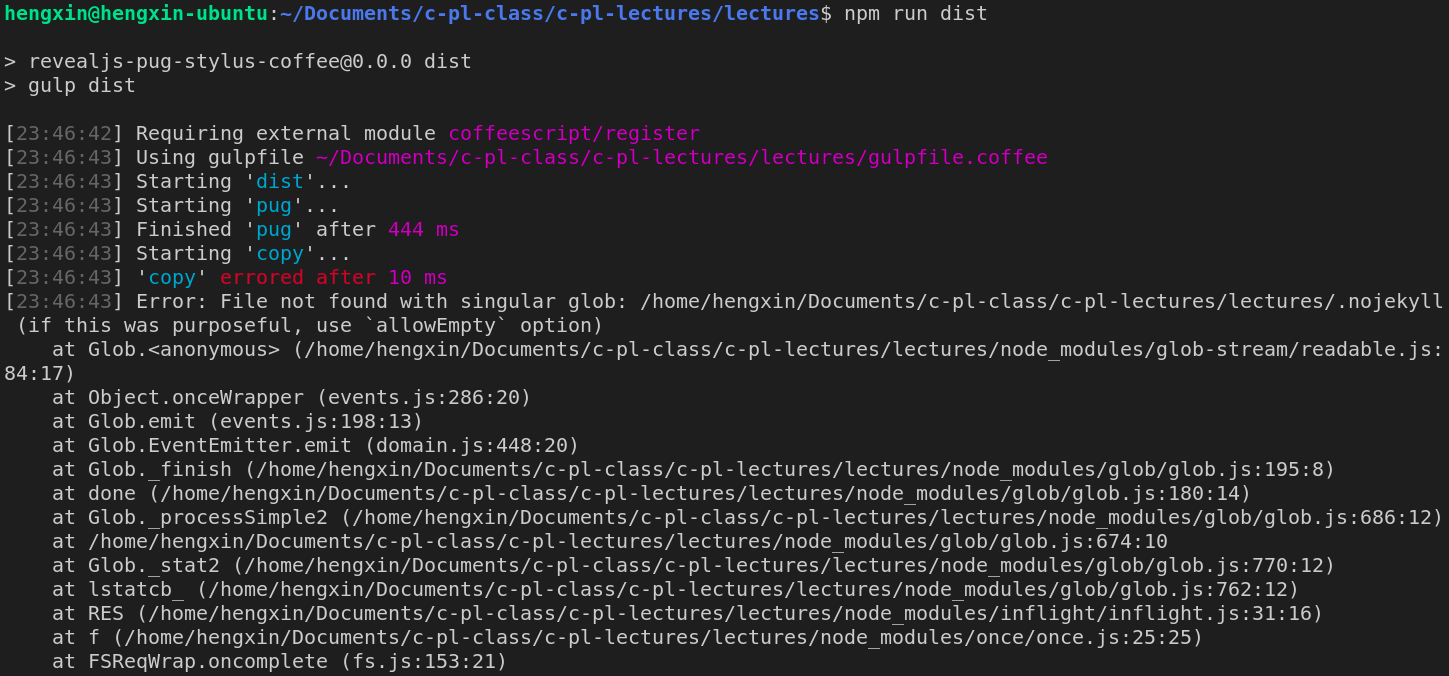 hengxin@hengxin-ubuntu:~/Documents/c-pl-class/c-pl-lectures/lectures$ npm run dist

> revealjs-pug-stylus-coffee@0.0.0 dist
> gulp dist

[23:46:42] Requiring external module coffeescript/register
[23:46:43] Using gulpfile ~/Documents/c-pl-class/c-pl-lectures/lectures/gulpfile.coffee
[23:46:43] Starting 'dist'...
[23:46:43] Starting 'pug'...
[23:46:43] Finished 'pug' after 444 ms
[23:46:43] Starting 'copy'...
[23:46:43] 'copy' errored after 10 ms
[23:46:43] Error: File not found with singular glob: /home/hengxin/Documents/c-pl-class/c-pl-lectures/lectures/.nojekyll
 (if this was purposeful, use `allowEmpty` option)
    at Glob.<anonymous> (/home/hengxin/Documents/c-pl-class/c-pl-lectures/lectures/node_modules/glob-stream/readable.js:
84:17)
    at Object.onceWrapper (events.js:286:20)
    at Glob.emit (events.js:198:13)
    at Glob.EventEmitter.emit (domain.js:448:20)
    at Glob._finish (/home/hengxin/Documents/c-pl-class/c-pl-lectures/lectures/node_modules/glob/glob.js:195:8)
    at done (/home/hengxin/Documents/c-pl-class/c-pl-lectures/lectures/node_modules/glob/glob.js:180:14)
    at Glob._processSimple2 (/home/hengxin/Documents/c-pl-class/c-pl-lectures/lectures/node_modules/glob/glob.js:686:12)
    at /home/hengxin/Documents/c-pl-class/c-pl-lectures/lectures/node_modules/glob/glob.js:674:10
    at Glob._stat2 (/home/hengxin/Documents/c-pl-class/c-pl-lectures/lectures/node_modules/glob/glob.js:770:12)
    at lstatcb_ (/home/hengxin/Documents/c-pl-class/c-pl-lectures/lectures/node_modules/glob/glob.js:762:12)
    at RES (/home/hengxin/Documents/c-pl-class/c-pl-lectures/lectures/node_modules/inflight/inflight.js:31:16)
    at f (/home/hengxin/Documents/c-pl-class/c-pl-lectures/lectures/node_modules/once/once.js:25:25)
    at FSReqWrap.oncomplete (fs.js:153:21)